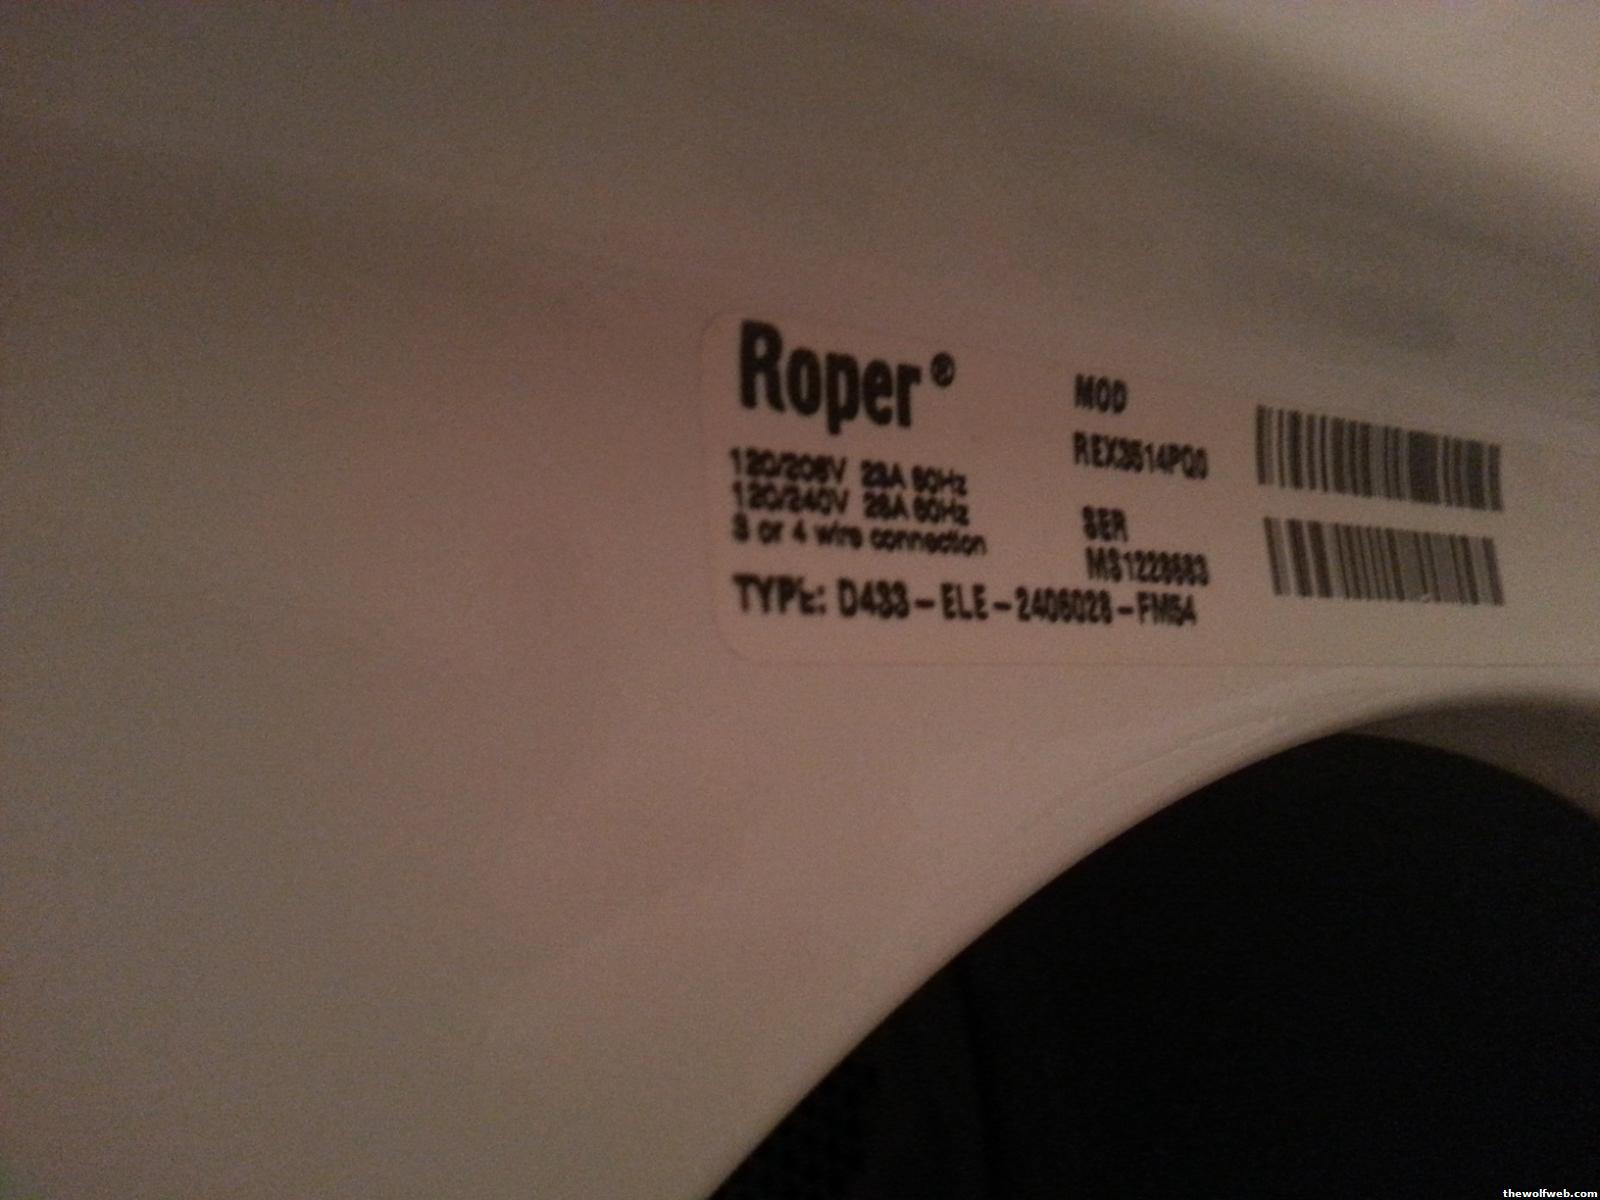 Roper®
MOD
REX3514PQ0
120/208V 28A 60Hz
120/240V 28A 60Hz
3 or 4 wire connection
SER
TYPE: D433-ELE-2406028-FM54
thewolfweb.com